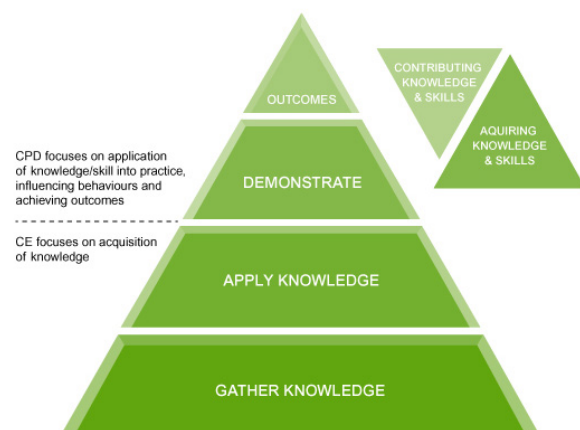 OUTCOMES
DEMONSTRATE
APPLY KNOWLEDGE
GATHER KNOWLEDGE
CPD focuses on application
of knowledge/skill into practice,
influencing behaviours and
achieving outcomes
CE focuses on acquisition
of knowledge
CONTRIBUTING
KNOWLEDGE
& SKILLS
AQUIRING
KNOWLEDGE
& SKILLS